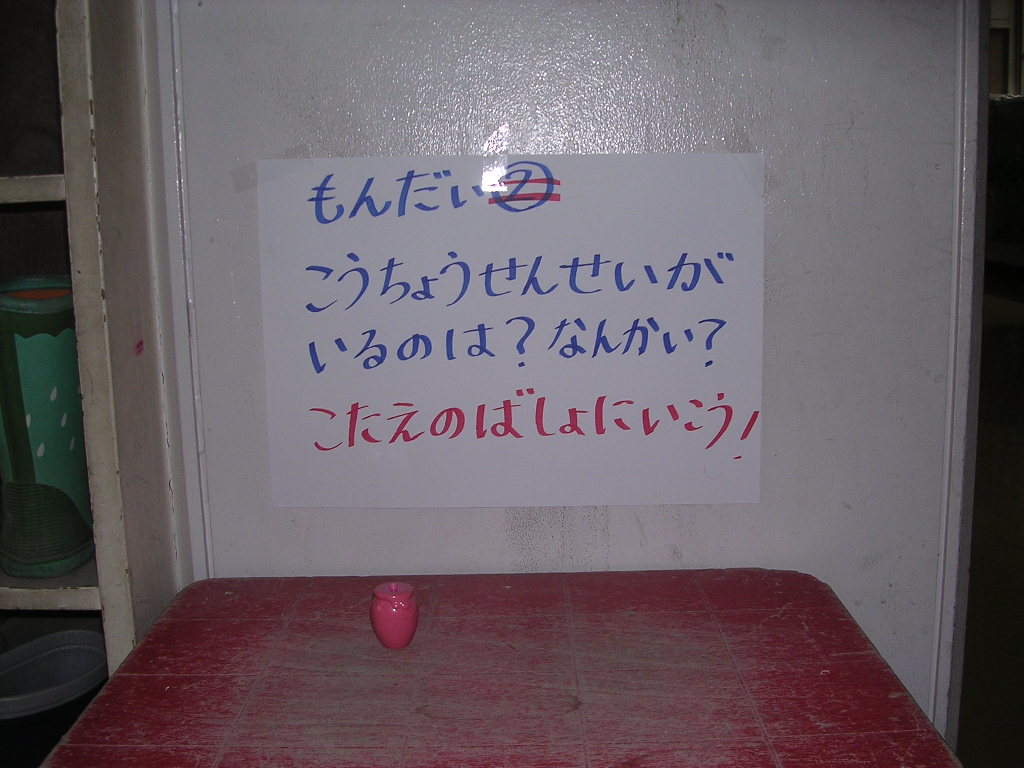 もんだい②
こうちょうせんせいが
いるのは？なんかい？
こたえのばしょにいこう！